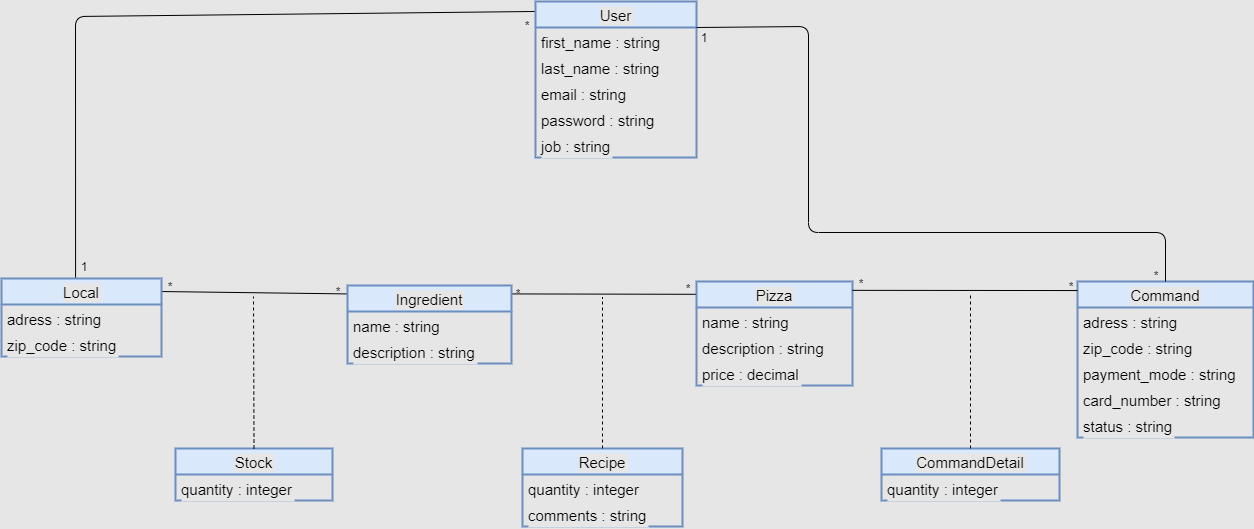 User
*
1
first_name : string
last_name : string
email : string
password : string
job : string
1
*
Local
*
*
Ingredient
*
*
Pizza
*
*
Command
adress : string
zip_code : string
name : string
description : string
name : string
description : string
price : decimal
adress : string
zip_code : string
payment_mode : string
card_number : string
status : string
Stock
quantity : integer
Recipe
quantity : integer
comments : string
CommandDetail
quantity : integer